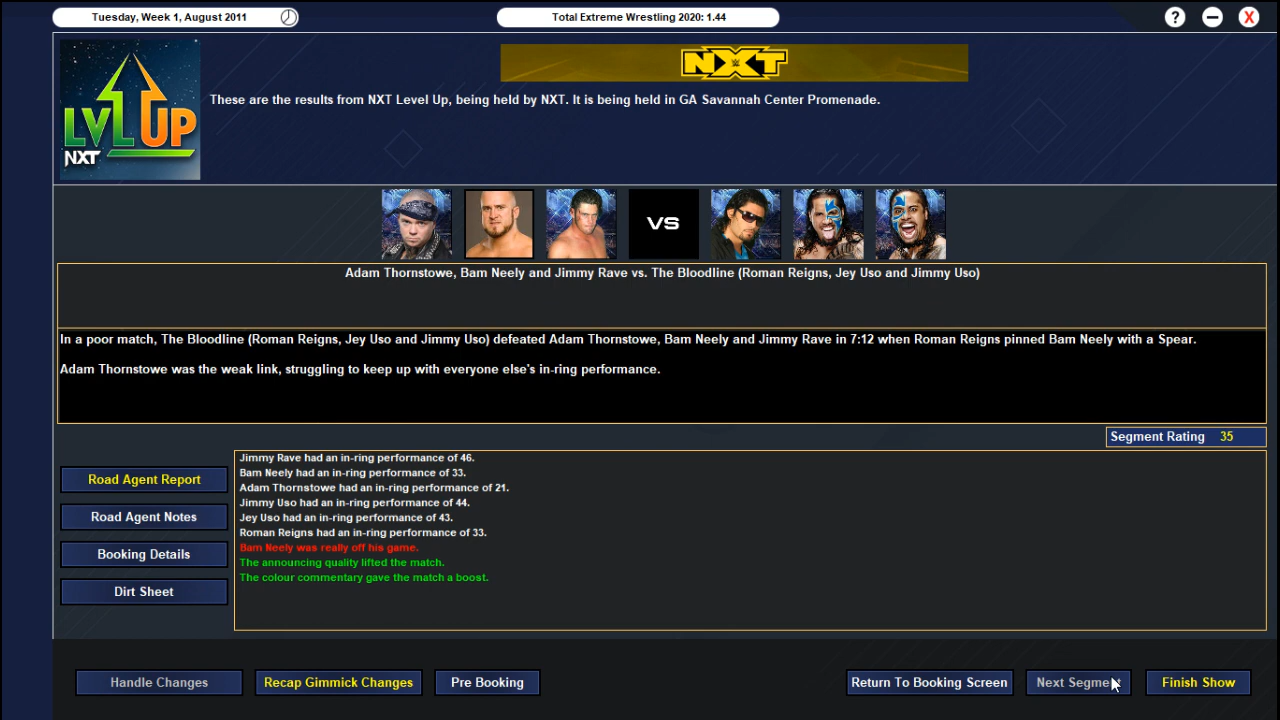 Tuesday, Week 1, August 2011
Total Extreme Wrestling 2020: 1.44
?
X
NXT
LVL UP
NXT
These are the results from NXT Level Up, being held by NXT. It is being held in GA Savannah Center Promenade.
VS
Adam Thornstowe, Bam Neely and Jimmy Rave vs. The Bloodline (Roman Reigns, Jey Uso and Jimmy Uso)
In a poor match, The Bloodline (Roman Reigns, Jey Uso and Jimmy Uso) defeated Adam Thornstowe, Bam Neely and Jimmy Rave in 7:12 when Roman Reigns pinned Bam Neely with a Spear.
Adam Thornstowe was the weak link, struggling to keep up with everyone else's in-ring performance.
Segment Rating 35
Road Agent Report
Road Agent Notes
Booking Details
Dirt Sheet
Jimmy Rave had an in-ring performance of 46.
Bam Neely had an in-ring performance of 33.
Adam Thornstowe had an in-ring performance of 21.
Jimmy Uso had an in-ring performance of 44.
Jey Uso had an in-ring performance of 43.
Roman Reigns had an in-ring performance of 33.
Bam Neely was really off his game.
The announcing quality lifted the match.
The colour commentary gave the match a boost.
Handle Changes
Recap Gimmick Changes
Pre Booking
Return To Booking Screen
Next Segment
Finish Show